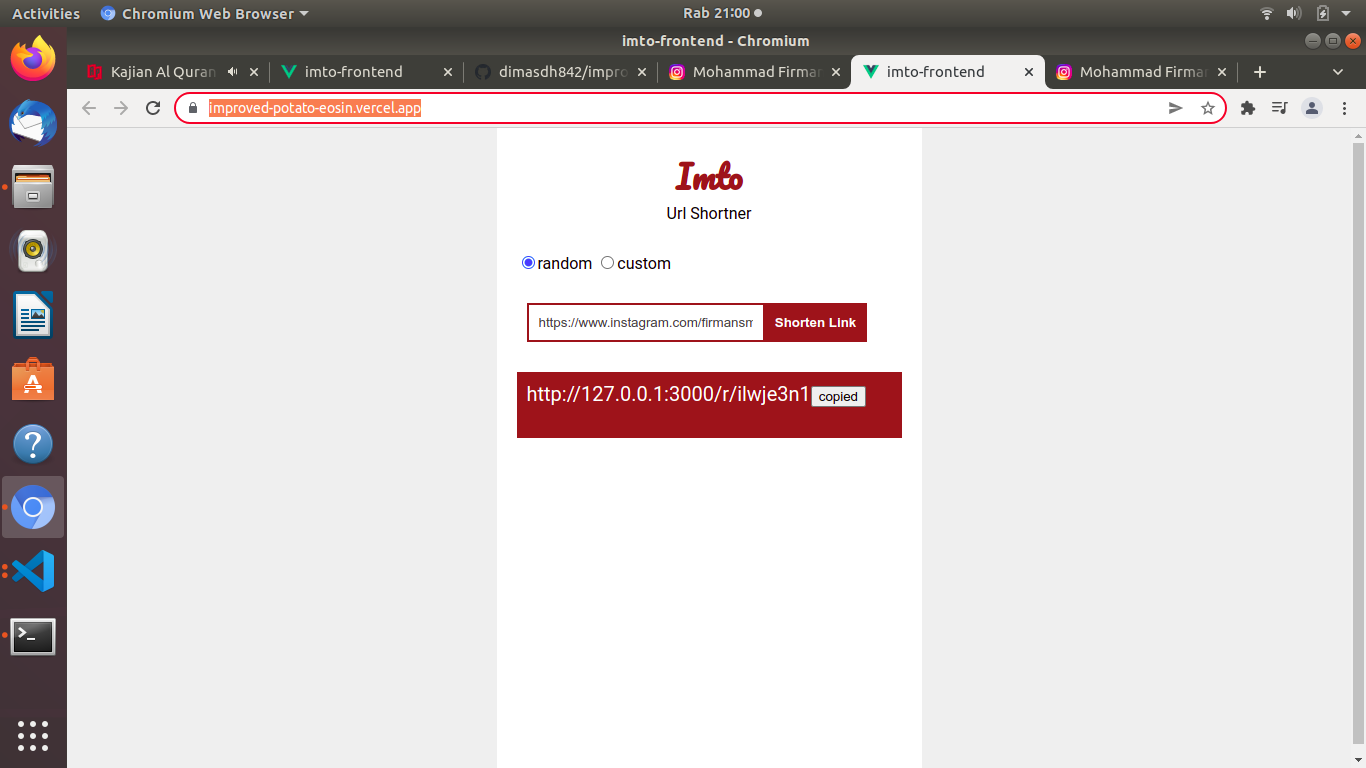 Activities
Chromium Web Browser
Rab 21:00
imto-frontend - Chromium
Kajian Al Quran
imto-frontend
dimasdh842/impro
Mohammad Firman
imto-frontend
Mohammad Firma
improved-potato-eosin.vercel.app
Imto
Url Shortner
random
custom
https://www.instagram.com/firmansm
Shorten Link
http://127.0.0.1:3000/r/ilwje3n1
copied